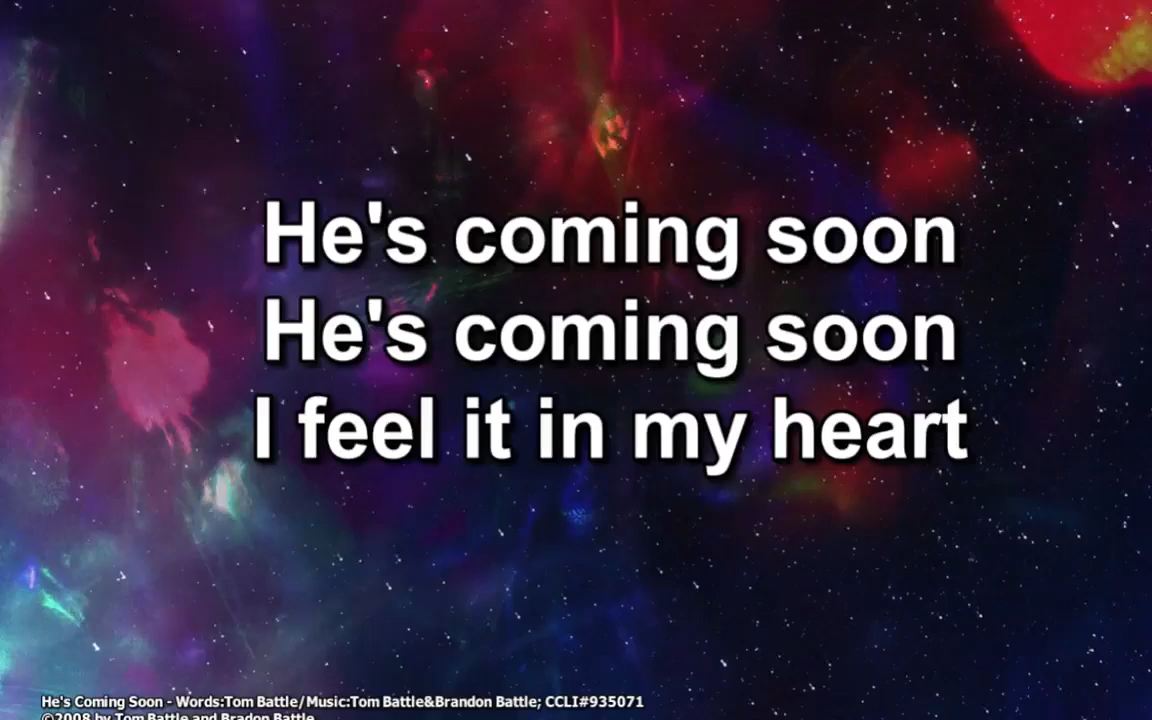 He's coming soon
He's coming soon
I feel it in my heart
He's Coming Soon - Words:Tom Battle/Music:Tom Battle&Brandon Battle; CCLI#935071
©2008 by Tom Battle and Bradon Battle